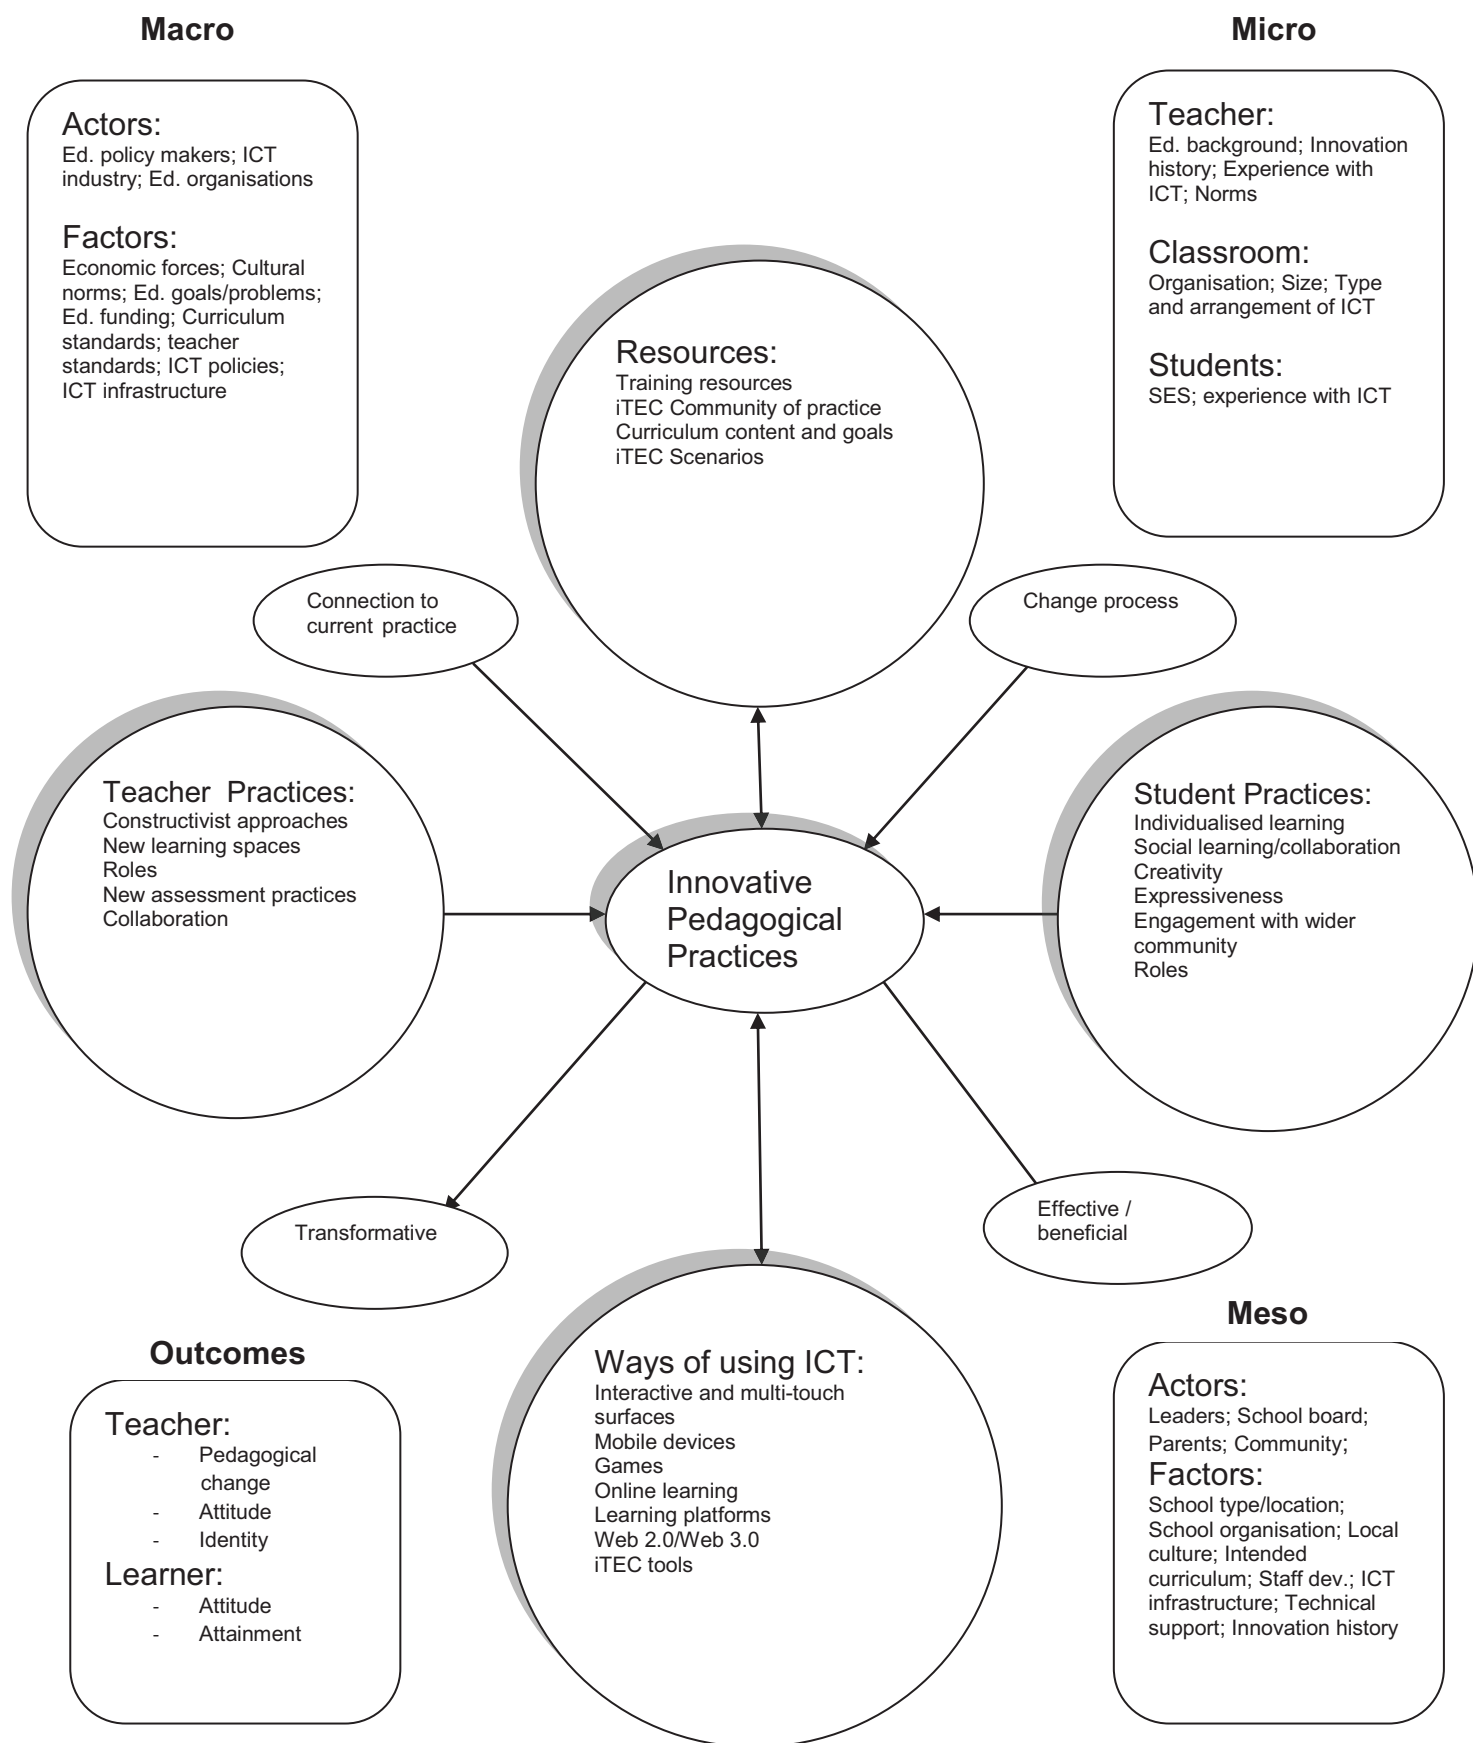 Macro
Actors:
Ed. policy makers; ICT
industry; Ed. organisations
Factors:
Economic forces; Cultural
norms; Ed. goals/problems;
Ed. funding; Curriculum
standards; teacher
standards; ICT policies;
ICT infrastructure
Micro
Teacher:
Ed. background; Innovation
history; Experience with
ICT; Norms
Classroom:
Organisation; Size; Type
and arrangement of ICT
Students:
SES; experience with ICT
Resources:
Training resources
iTEC Community of practice
Curriculum content and goals
iTEC Scenarios
Connection to
current practice
Change process
Teacher Practices:
Constructivist approaches
New learning spaces
Roles
New assessment practices
Collaboration
Innovative
Pedagogical
Practices
Student Practices:
Individualised learning
Social learning/collaboration
Creativity
Expressiveness
Engagement with wider
community
Roles
Transformative
Effective /
beneficial
Outcomes
Teacher:
- Pedagogical
change
- Attitude
- Identity
Learner:
- Attitude
- Attainment
Ways of using ICT:
Interactive and multi-touch
surfaces
Mobile devices
Games
Online learning
Learning platforms
Web 2.0/Web 3.0
iTEC tools
Meso
Actors:
Leaders; School board;
Parents; Community;
Factors:
School type/location;
School organisation; Local
culture; Intended
curriculum; Staff dev.; ICT
infrastructure; Technical
support; Innovation history